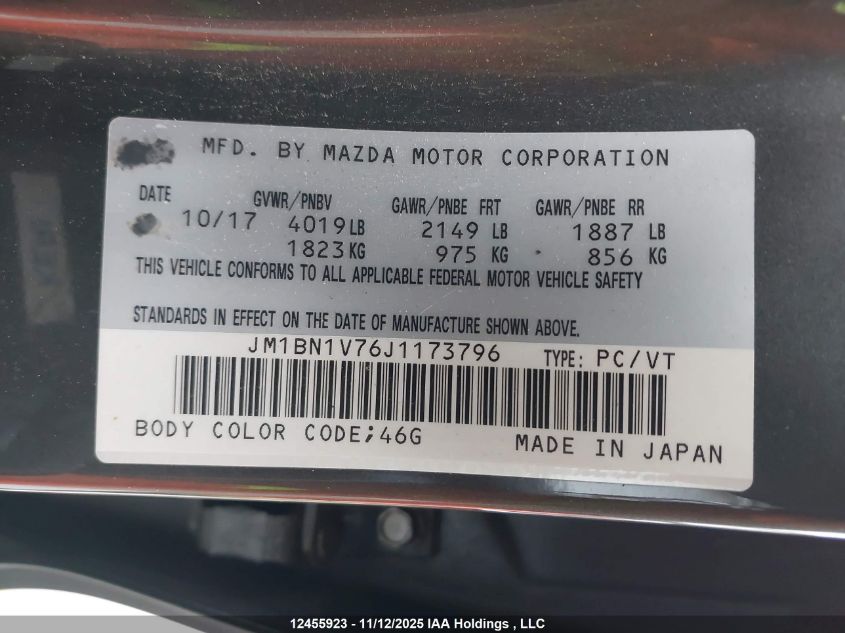 MFD. BY MAZDA MOTOR CORPORATION
DATE GVWR/PNBV GAWR/PNBE FRT GAWR/PNBE RR
10/17 4019LB 2149 LB 1887 LB
1823KG 975 KG 856 KG
THIS VEHICLE CONFORMS TO ALL APPLICABLE FEDERAL MOTOR VEHICLE SAFETY
STANDARDS IN EFFECT ON THE DATE OF MANUFACTURE SHOWN ABOVE.
JM1BN1V76J1173796 TYPE: PC/VT
BODY COLOR CODE;46G MADE IN JAPAN
12455923 - 11/12/2025 IAA Holdings , LLC